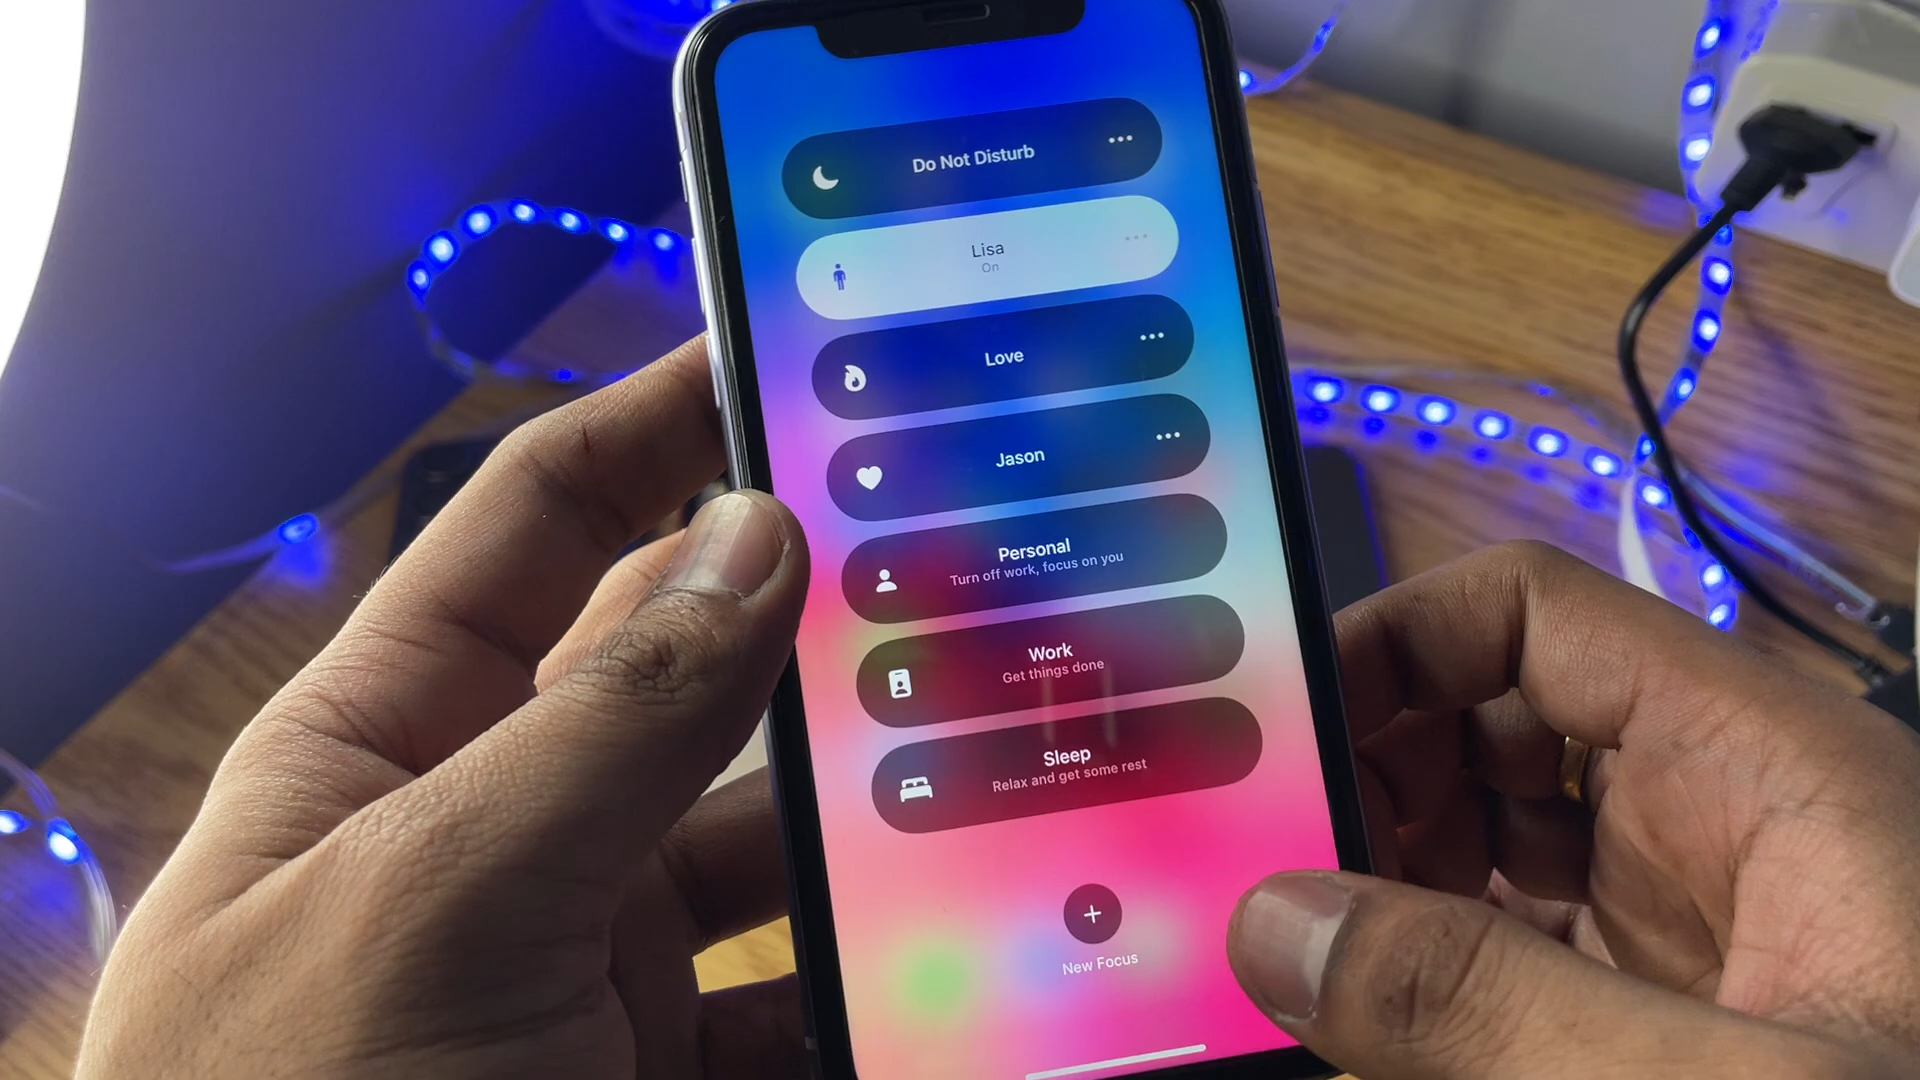 Do Not Disturb
Lisa
On
Love
Jason
Personal
Turn off work, focus on you
Work
Get things done
Sleep
Relax and get some rest
New Focus